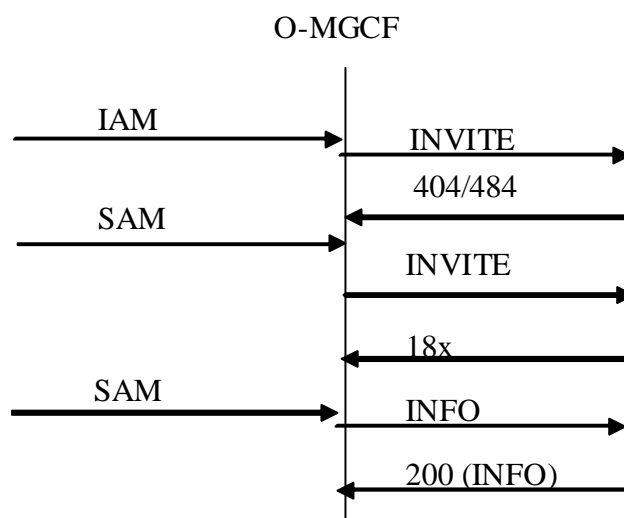 O-MGCF
IAM
INVITE
404/484
SAM
INVITE
18x
SAM
INFO
200 (INFO)